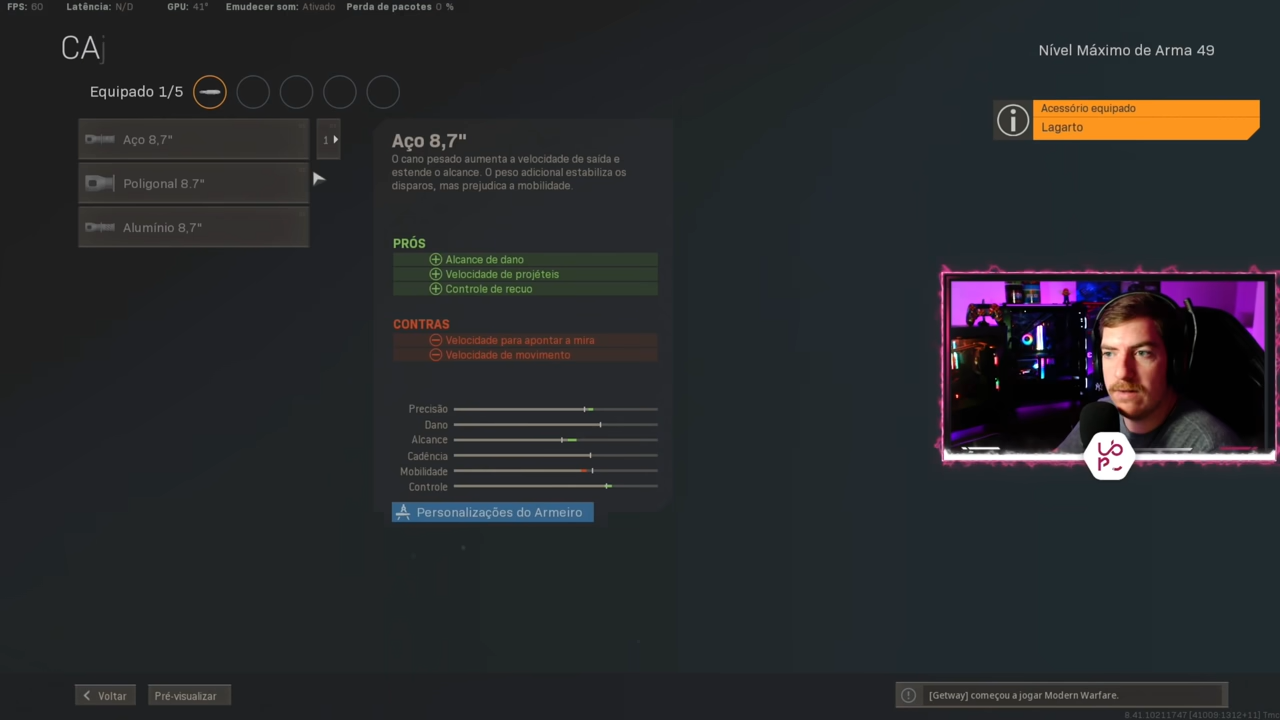 FPS: 60 Latência: N/D GPU: 41° Emudecer som: Ativado Perda de pacotes 0 %
CA
Nível Máximo de Arma 49
Equipado 1/5
Acessório equipado
Lagarto
Aço 8,7"
1
Poligonal 8.7"
Alumínio 8,7"
Aço 8,7"
O cano pesado aumenta a velocidade de saída e
estende o alcance. O peso adicional estabiliza os
disparos, mas prejudica a mobilidade.
PRÓS
Alcance de dano
Velocidade de projéteis
Controle de recuo
CONTRAS
Velocidade para apontar a mira
Velocidade de movimento
Precisão
Dano
Alcance
Cadência
Mobilidade
Controle
Personalizações do Armeiro
Voltar
Pré-visualizar
[Getway] começou a jogar Modern Warfare.